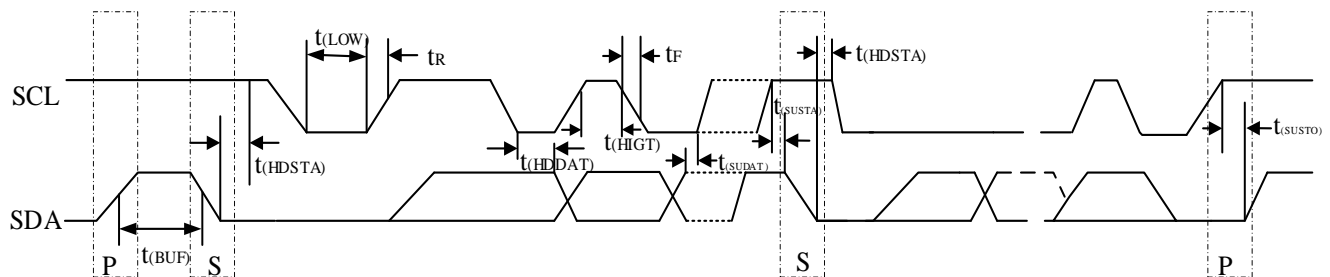 t(LOW)
tR
tF
t(HDSTA)
SCL
t(SUSTA)
t(HDSTA)
t(HDDAT)
t(HIGT)
t(SUDAT)
t(SUSTO)
SDA
t(BUF)
P
S
S
P